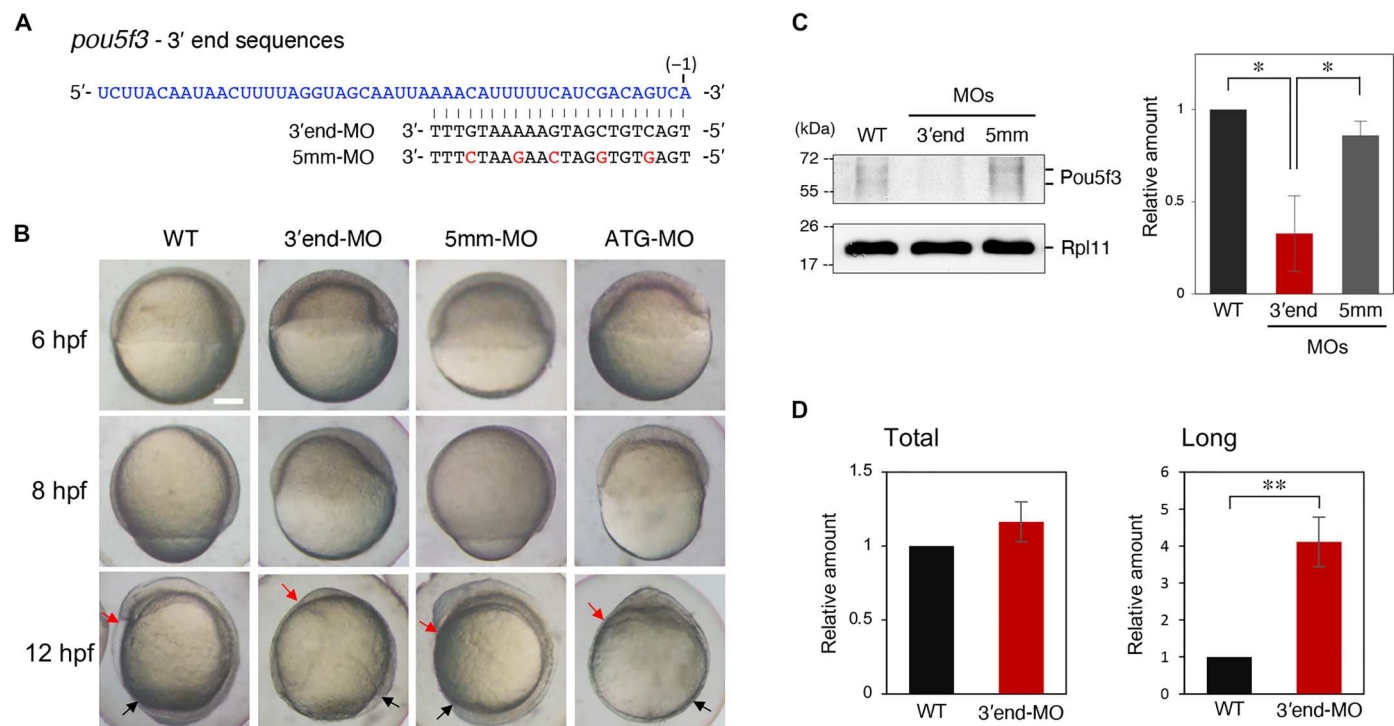 A
pou5f3 - 3′ end sequences
(−1)
5′- UCUUACAAUAACUUUUAGGUAGCAAUUAAAACAUUUUUCAUCGACAGUCA -3′
3′end-MO 3′- TTTGTAAAAAGTAGCTGTCAGT -5′
5mm-MO 3′- TTTCTAAGAACTAGGTGTGAGT -5′
B
WT 3′end-MO 5mm-MO ATG-MO
6 hpf
8 hpf
12 hpf
C
MOs
(kDa) WT 3′end 5mm
72
55
Pou5f3
26
17
Rpl11
Relative amount
1
0.5
0
* *
WT 3′end 5mm
MOs
D
Total
Relative amount
1.5
1
0.5
0
WT 3′end-MO
Long
Relative amount
6
5
4
3
2
1
0
**
WT 3′end-MO